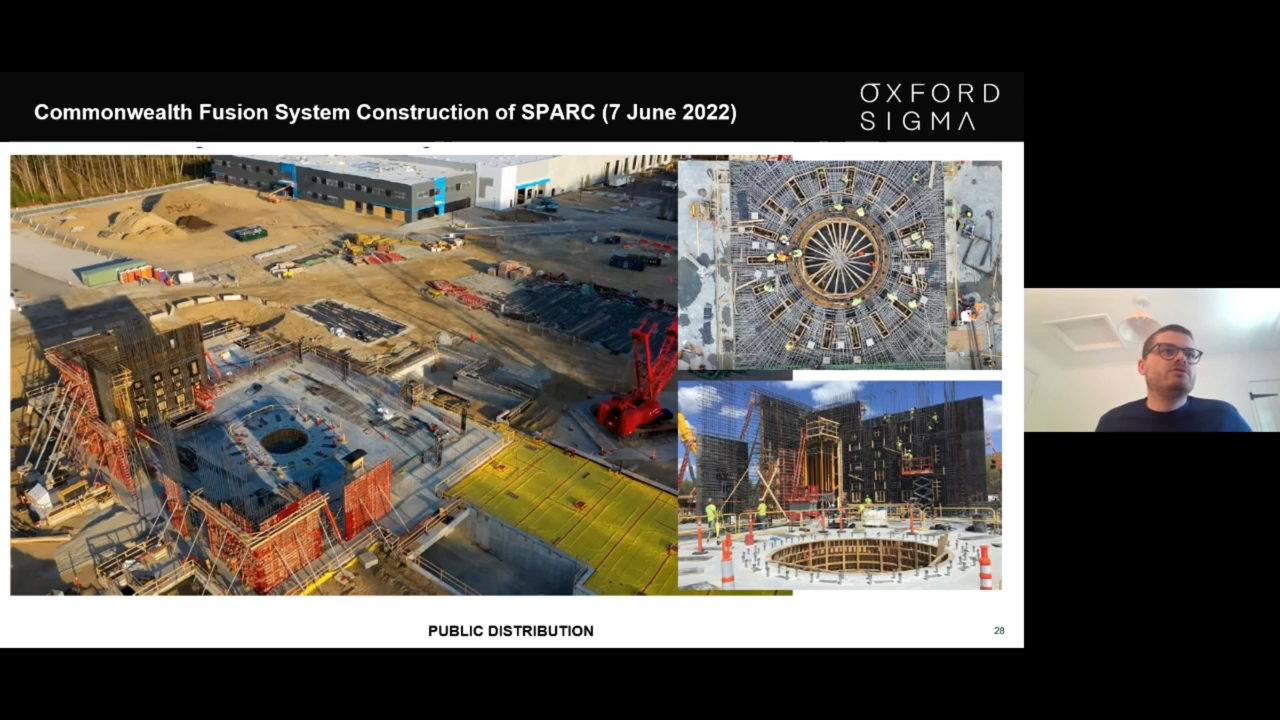 Commonwealth Fusion System Construction of SPARC (7 June 2022)
OXFORD
SIGMA
PUBLIC DISTRIBUTION
28